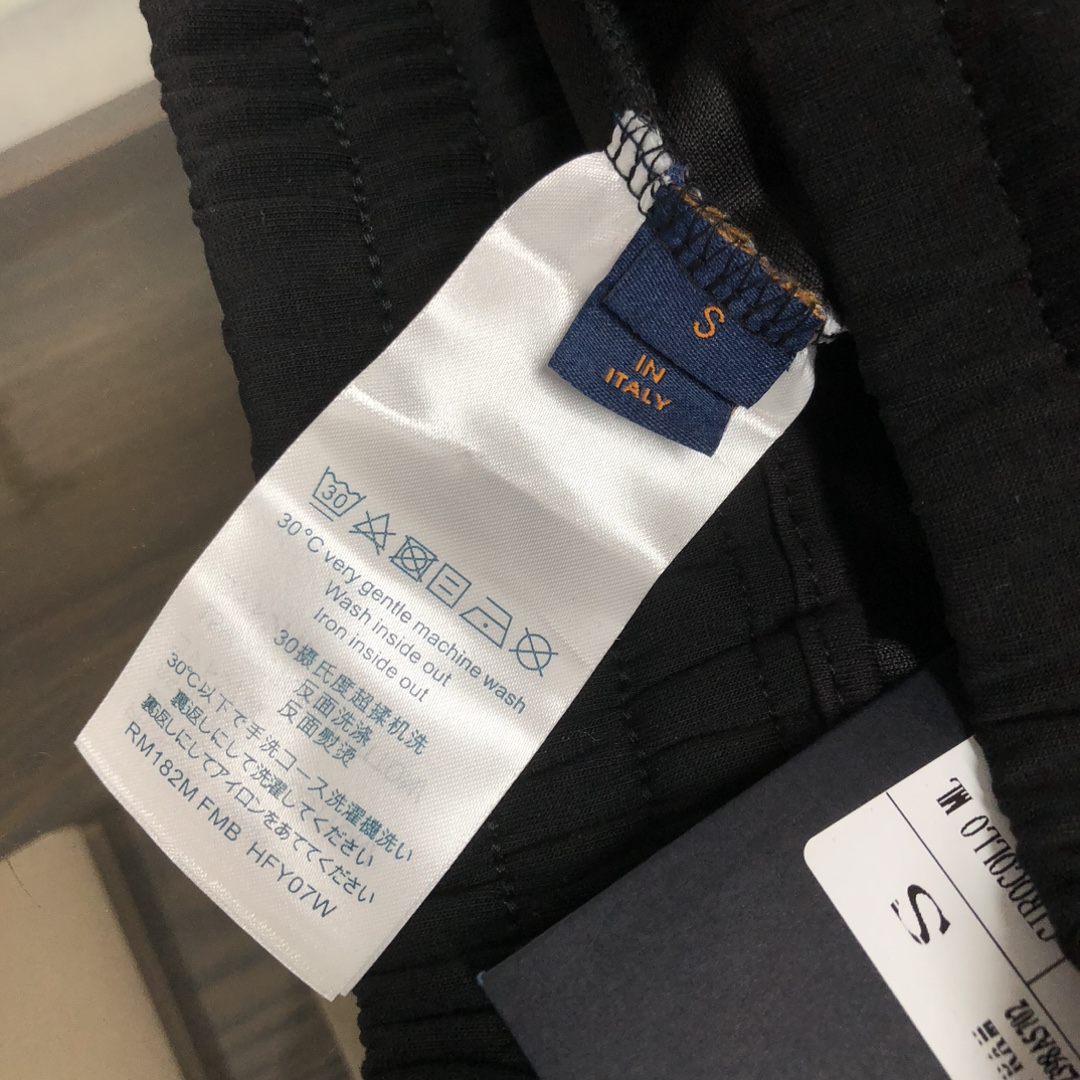 S
IN
ITALY
30
30°C very gentle machine wash
Wash inside out
Iron inside out
30摄氏度超揉机洗
反面洗涤
反面熨烫
30℃以下で手洗コース洗濯機洗い
裏返しにして洗濯してください
裏返しにしてアイロンをあててください
RM182M FMB HFY07W
GIROCOLLO ML
S